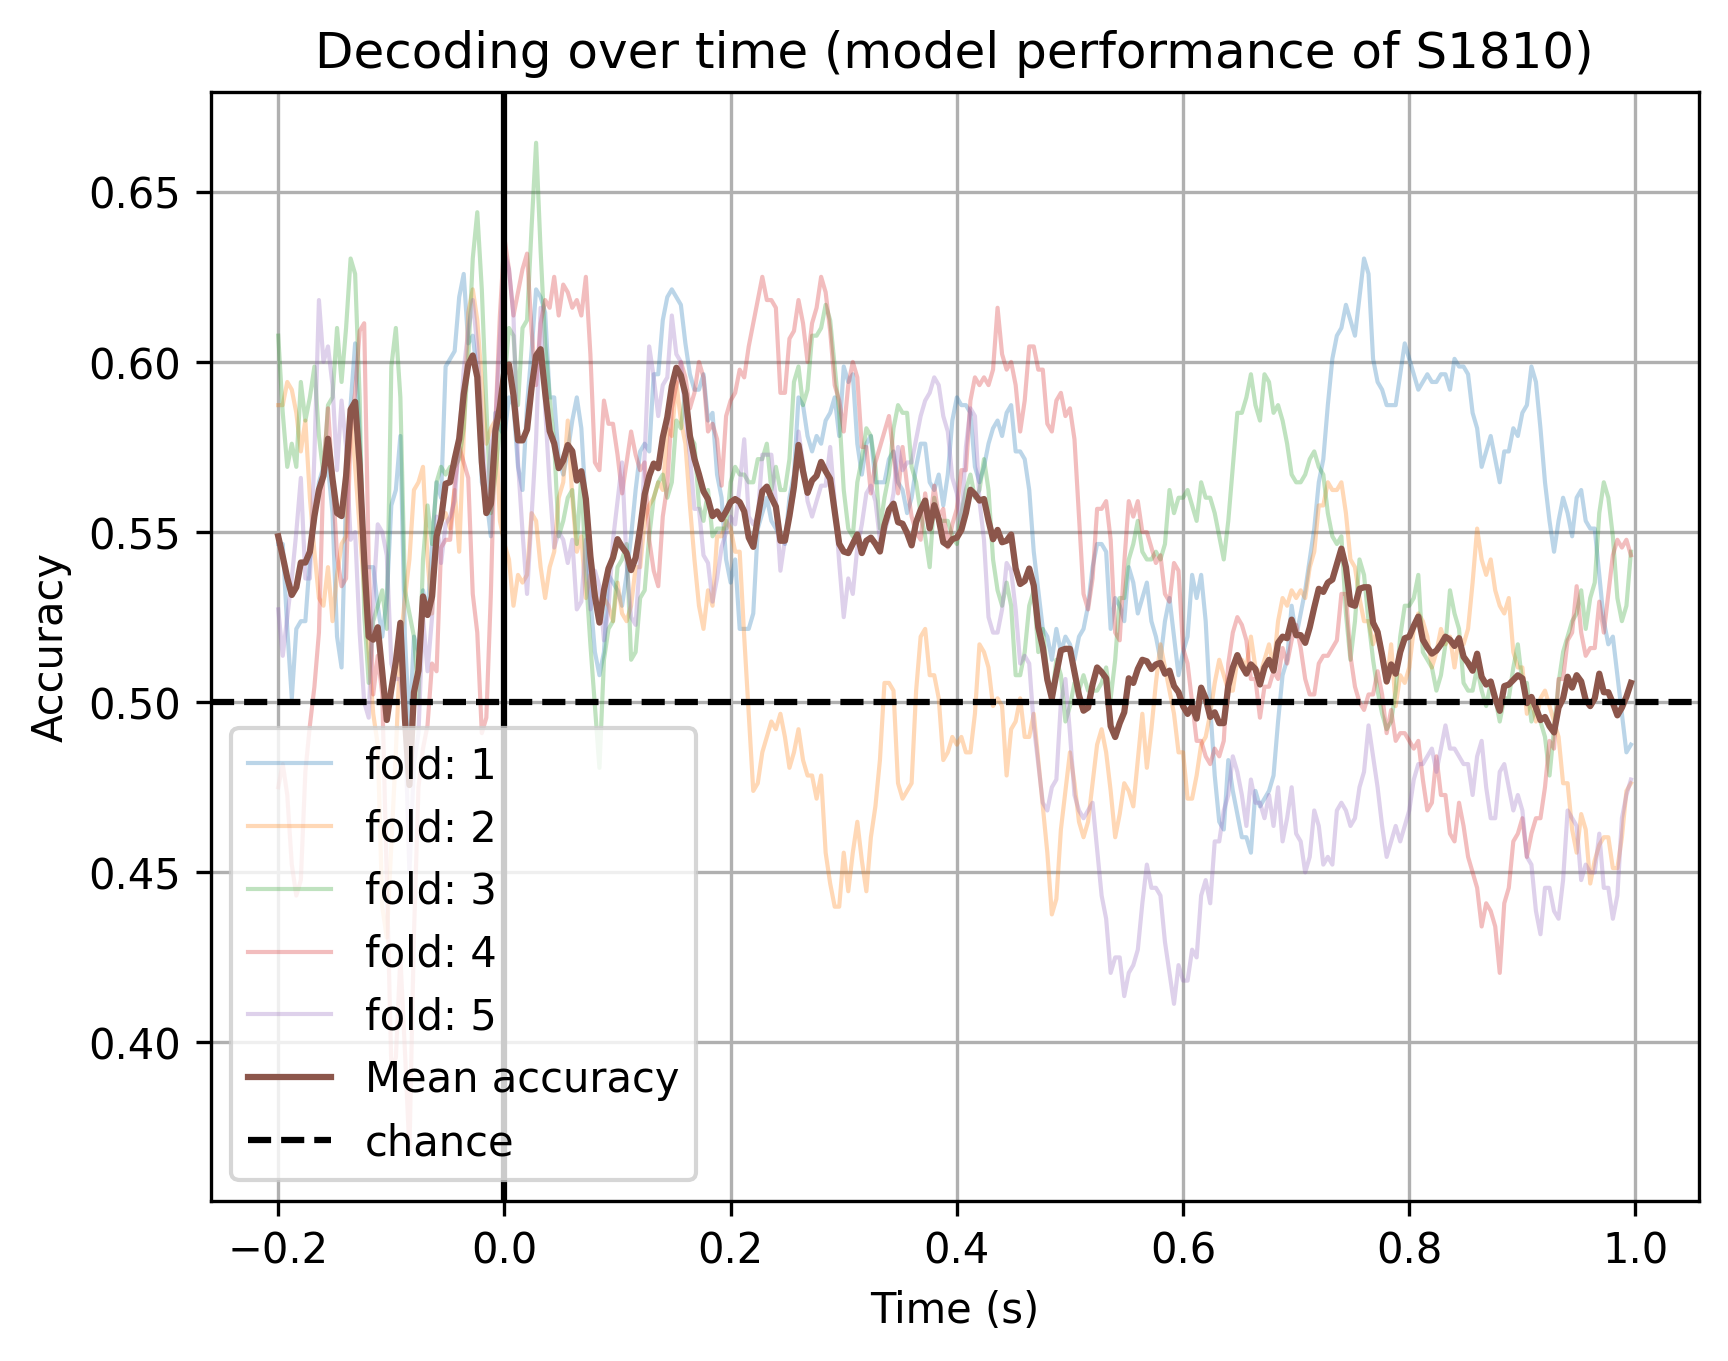 Decoding over time (model performance of S1810)
Accuracy
0.65
0.60
0.55
0.50
0.45
0.40
fold: 1
fold: 2
fold: 3
fold: 4
fold: 5
Mean accuracy
chance
−0.2
0.0
0.2
0.4
0.6
0.8
1.0
Time (s)